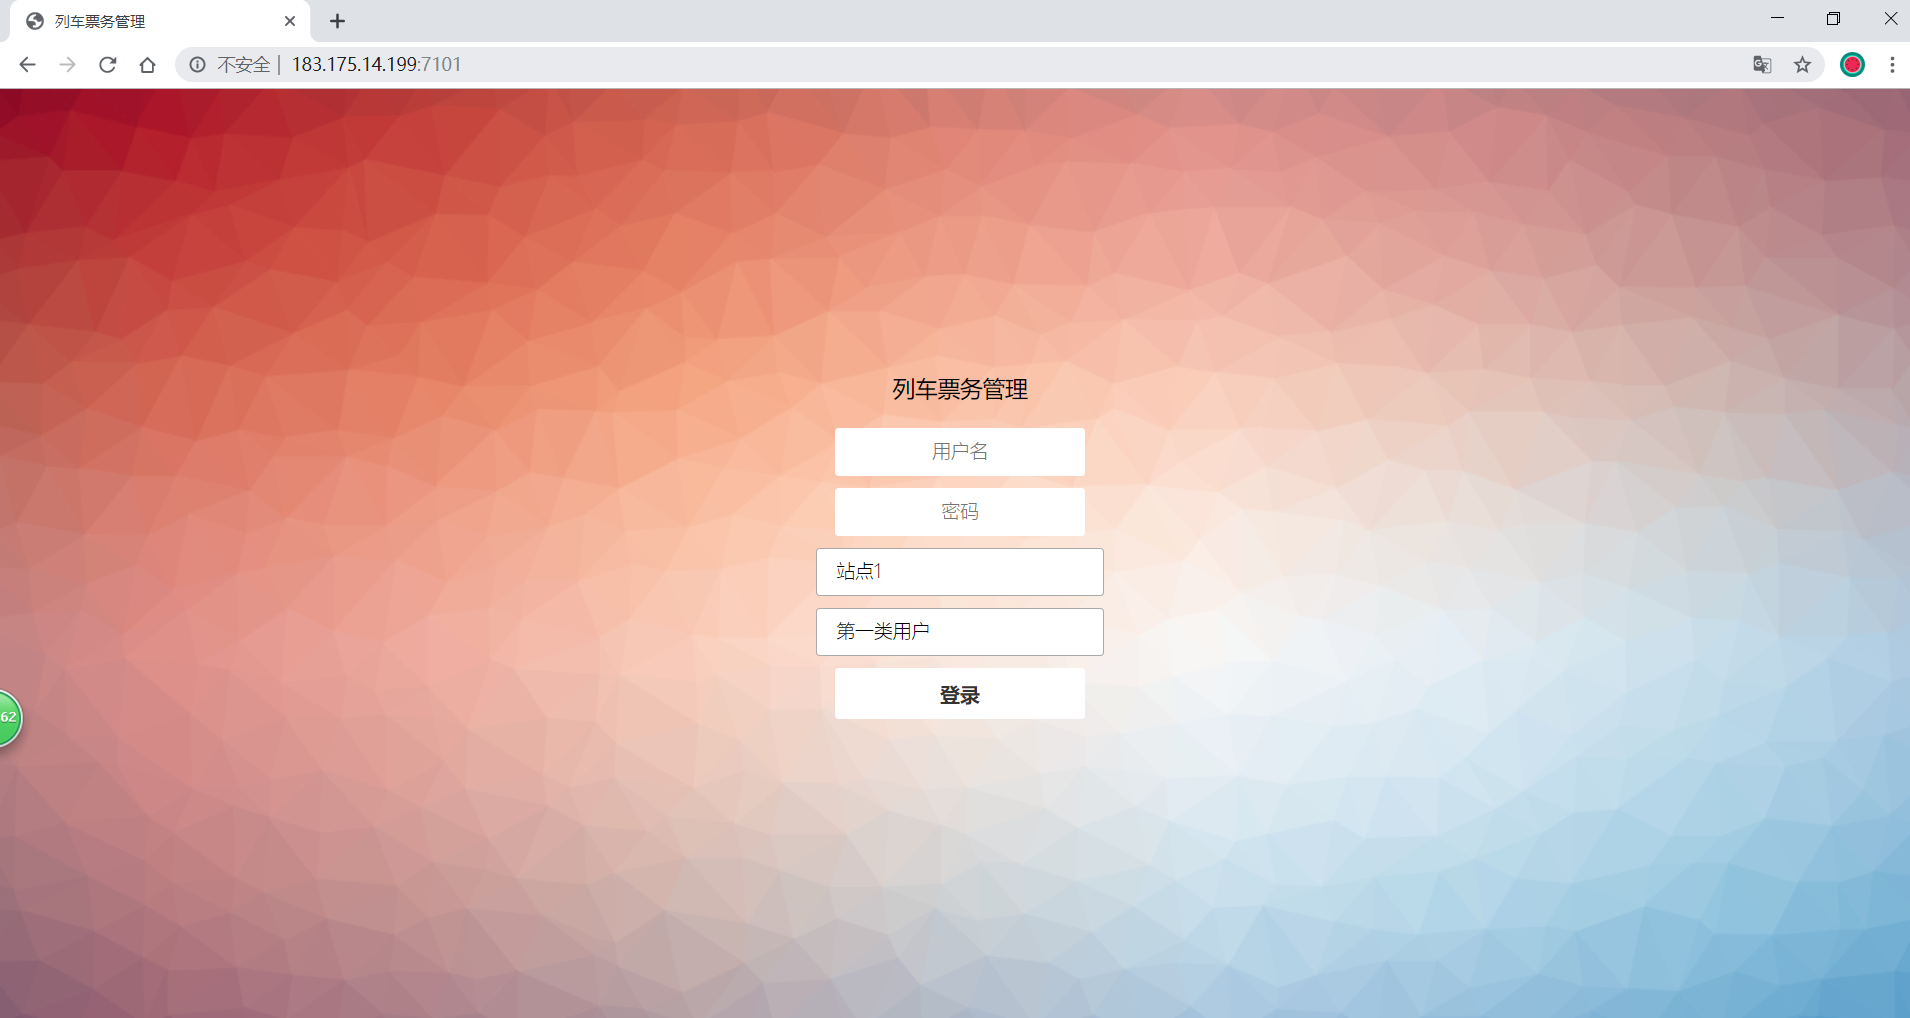 列车票务管理
不安全 | 183.175.14.199:7101
列车票务管理
用户名
密码
站点1
第一类用户
登录
62